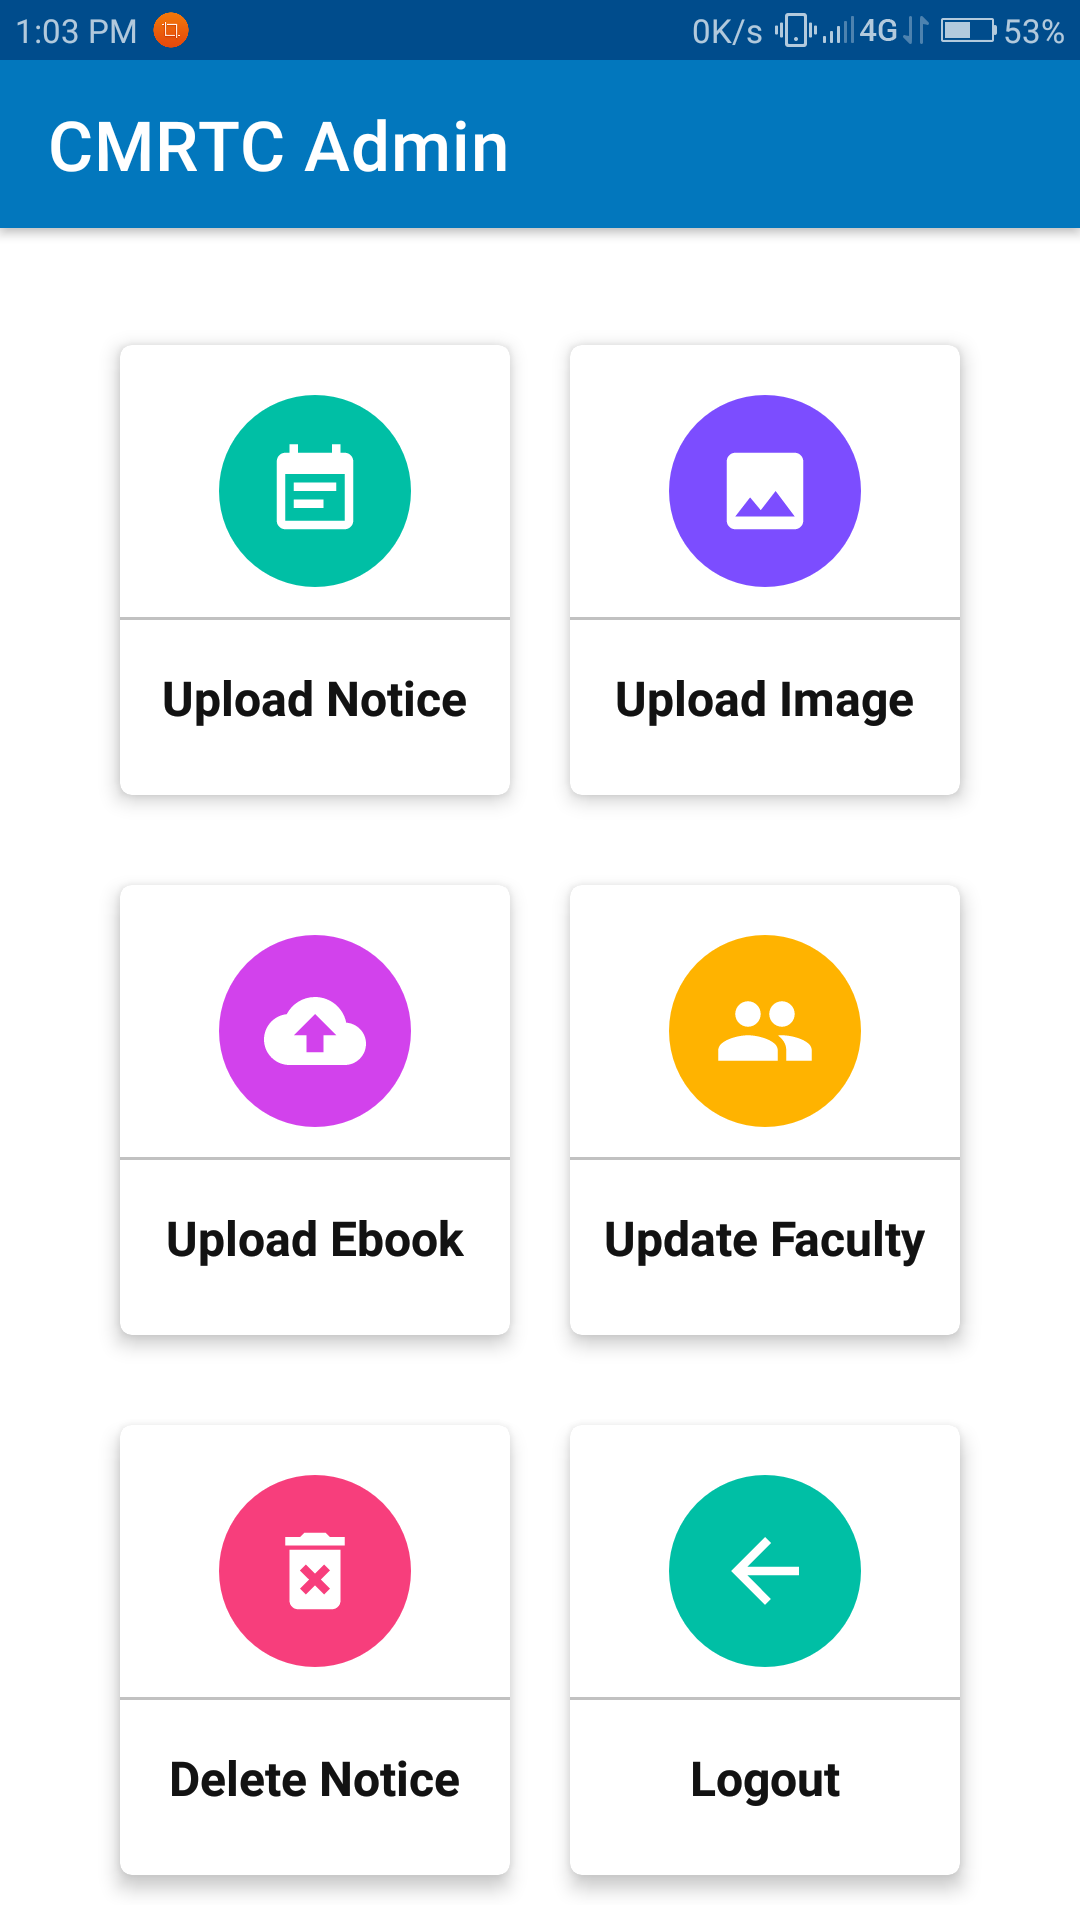 1:03 PM 0K/s 4G 53%
CMRTC Admin
Upload Notice Upload Image
Upload Ebook Update Faculty
Delete Notice Logout